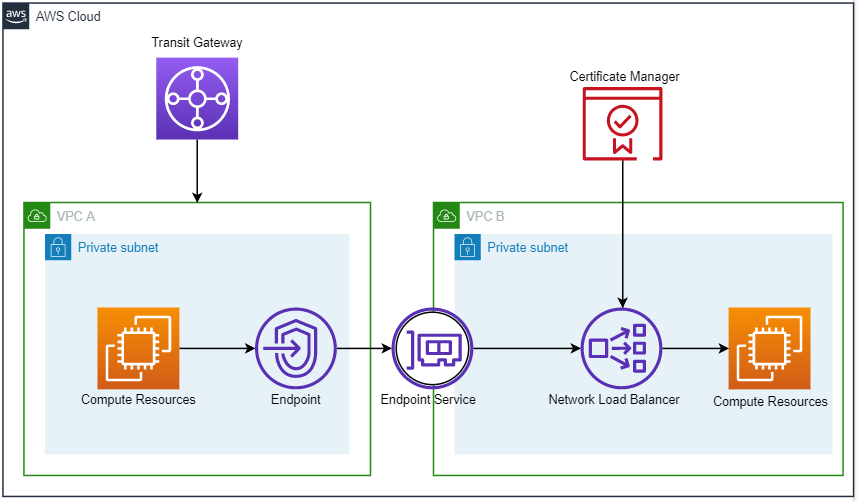 aws
AWS Cloud
Transit Gateway
Certificate Manager
VPC A
VPC B
Private subnet
Private subnet
Compute Resources
Endpoint
Endpoint Service
Network Load Balancer
Compute Resources